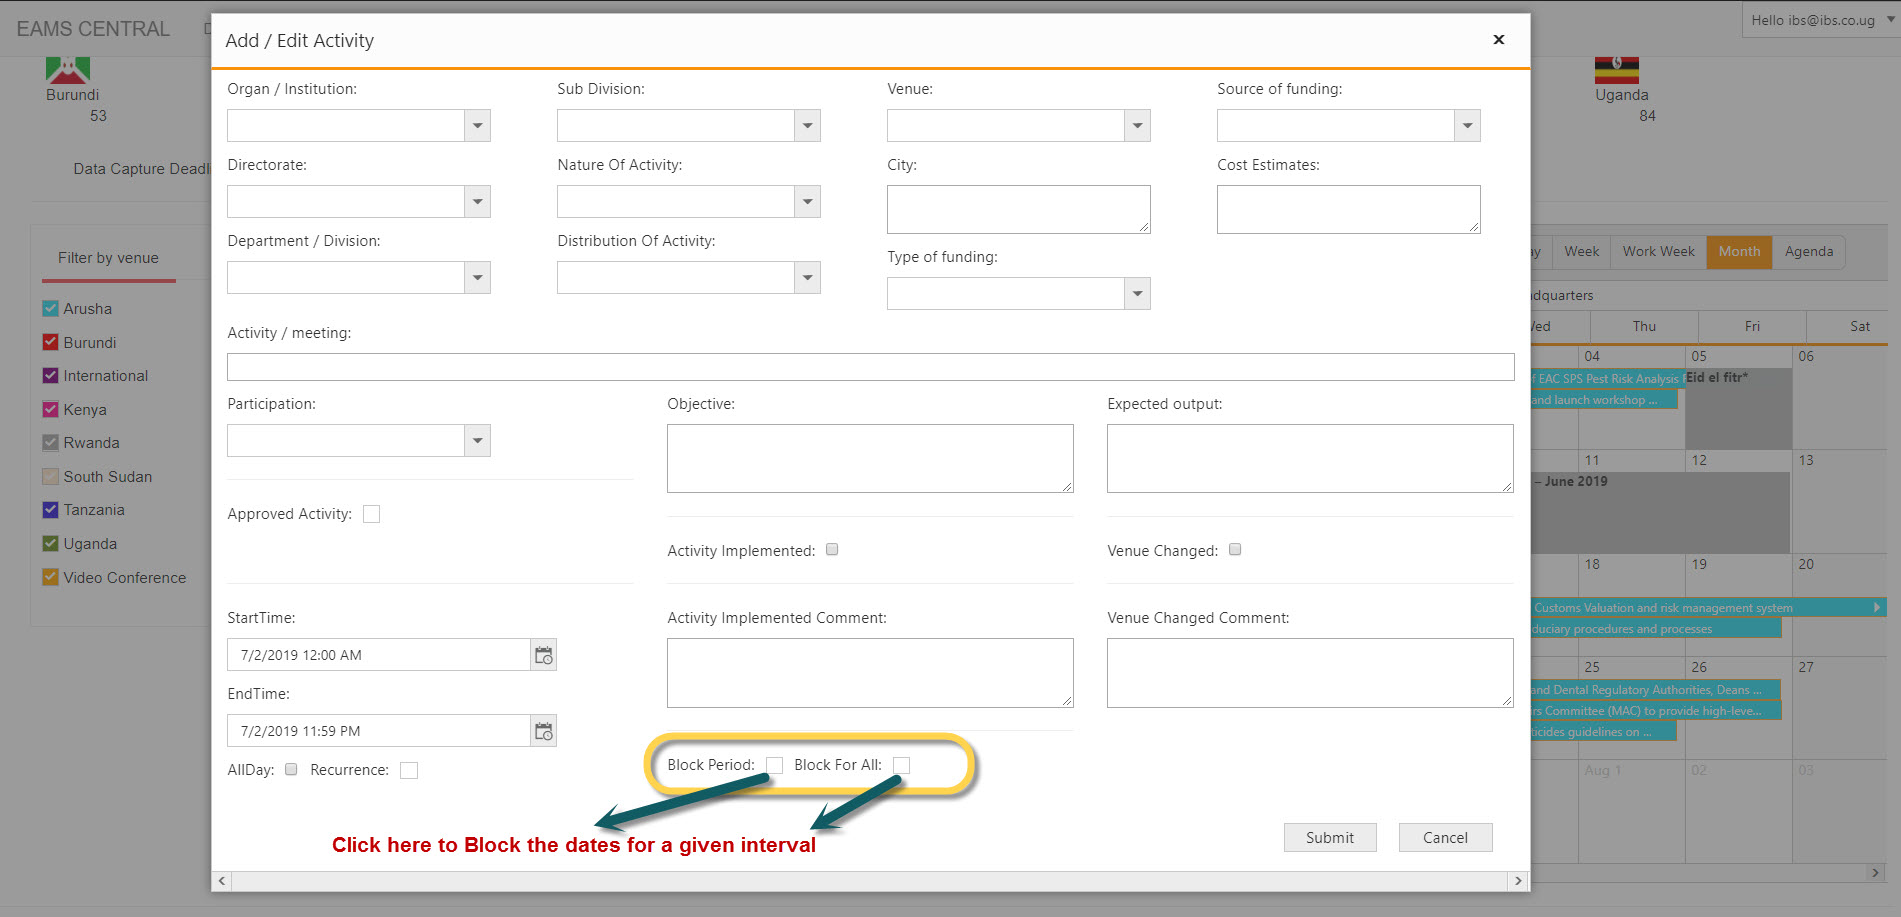 EAMS CENTRAL
Hello ibs@ibs.co.ug
Burundi
53
Uganda
84
Data Capture Deadli
Add / Edit Activity
Organ / Institution:
Sub Division:
Venue:
Source of funding:
Directorate:
Nature Of Activity:
City:
Cost Estimates:
Department / Division:
Distribution Of Activity:
Type of funding:
Activity / meeting:
Participation:
Objective:
Expected output:
Approved Activity:
Activity Implemented:
Venue Changed:
StartTime:
Activity Implemented Comment:
Venue Changed Comment:
7/2/2019 12:00 AM
EndTime:
7/2/2019 11:59 PM
AllDay:
Recurrence:
Block Period:
Block For All:
Click here to Block the dates for a given interval
Submit
Cancel
Filter by venue
Arusha
Burundi
International
Kenya
Rwanda
South Sudan
Tanzania
Uganda
Video Conference
ay
Week
Work Week
Month
Agenda
dquarters
Wed
Thu
Fri
Sat
04
05
06
f EAC SPS Pest Risk Analysis
Eid el fitr*
and launch workshop ...
11
12
13
– June 2019
18
19
20
Customs Valuation and risk management system
duciary procedures and processes
25
26
27
and Dental Regulatory Authorities, Deans ...
rs Committee (MAC) to provide high-leve...
ticides guidelines on ...
Aug 1
02
03